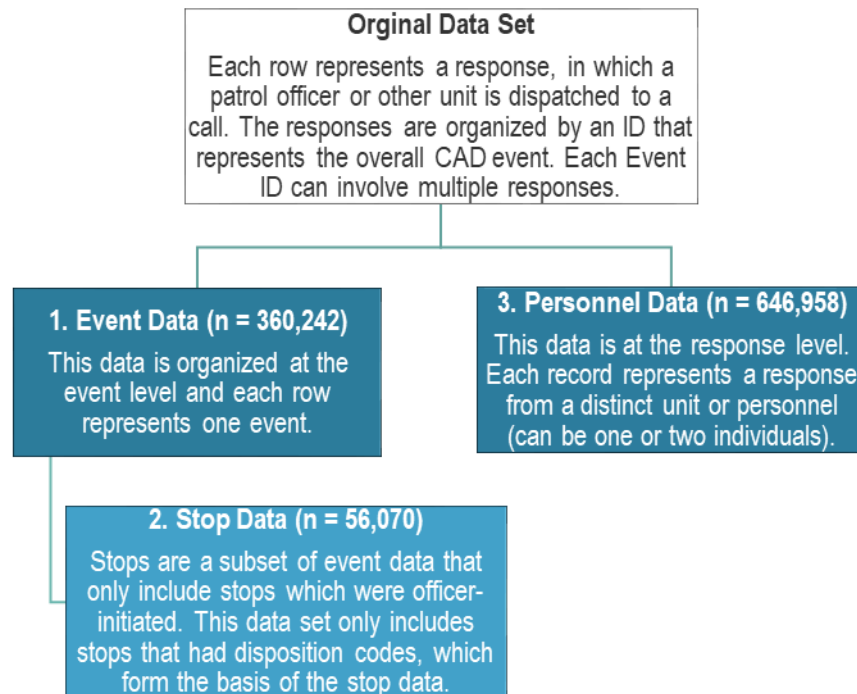 Orginal Data Set
Each row represents a response, in which a
patrol officer or other unit is dispatched to a
call. The responses are organized by an ID that
represents the overall CAD event. Each Event
ID can involve multiple responses.
1. Event Data (n = 360,242)
This data is organized at the
event level and each row
represents one event.
3. Personnel Data (n = 646,958)
This data is at the response level.
Each record represents a response
from a distinct unit or personnel
(can be one or two individuals).
2. Stop Data (n = 56,070)
Stops are a subset of event data that
only include stops which were officer-
initiated. This data set only includes
stops that had disposition codes, which
form the basis of the stop data.